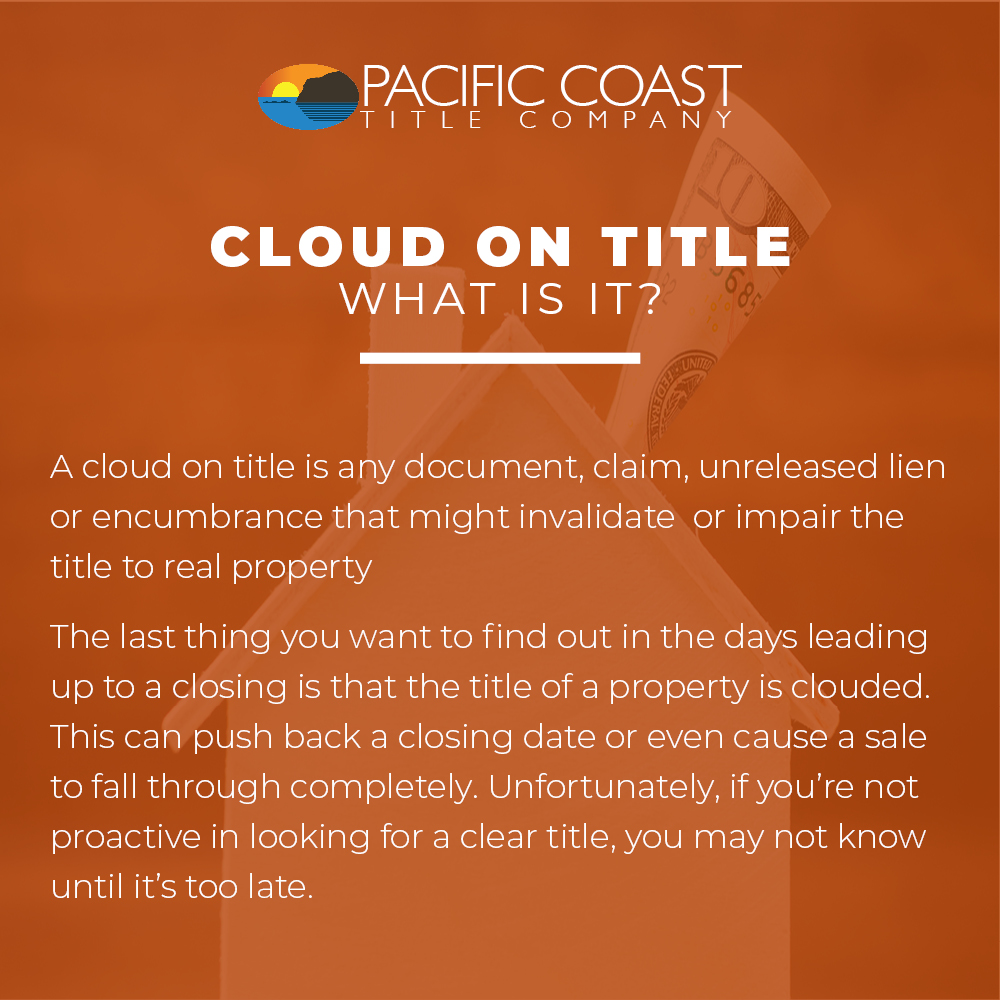 PACIFIC COAST
TITLE COMPANY
CLOUD ON TITLE
WHAT IS IT?
A cloud on title is any document, claim, unreleased lien
or encumbrance that might invalidate  or impair the
title to real property
The last thing you want to find out in the days leading
up to a closing is that the title of a property is clouded.
This can push back a closing date or even cause a sale
to fall through completely. Unfortunately, if you’re not
proactive in looking for a clear title, you may not know
until it’s too late.